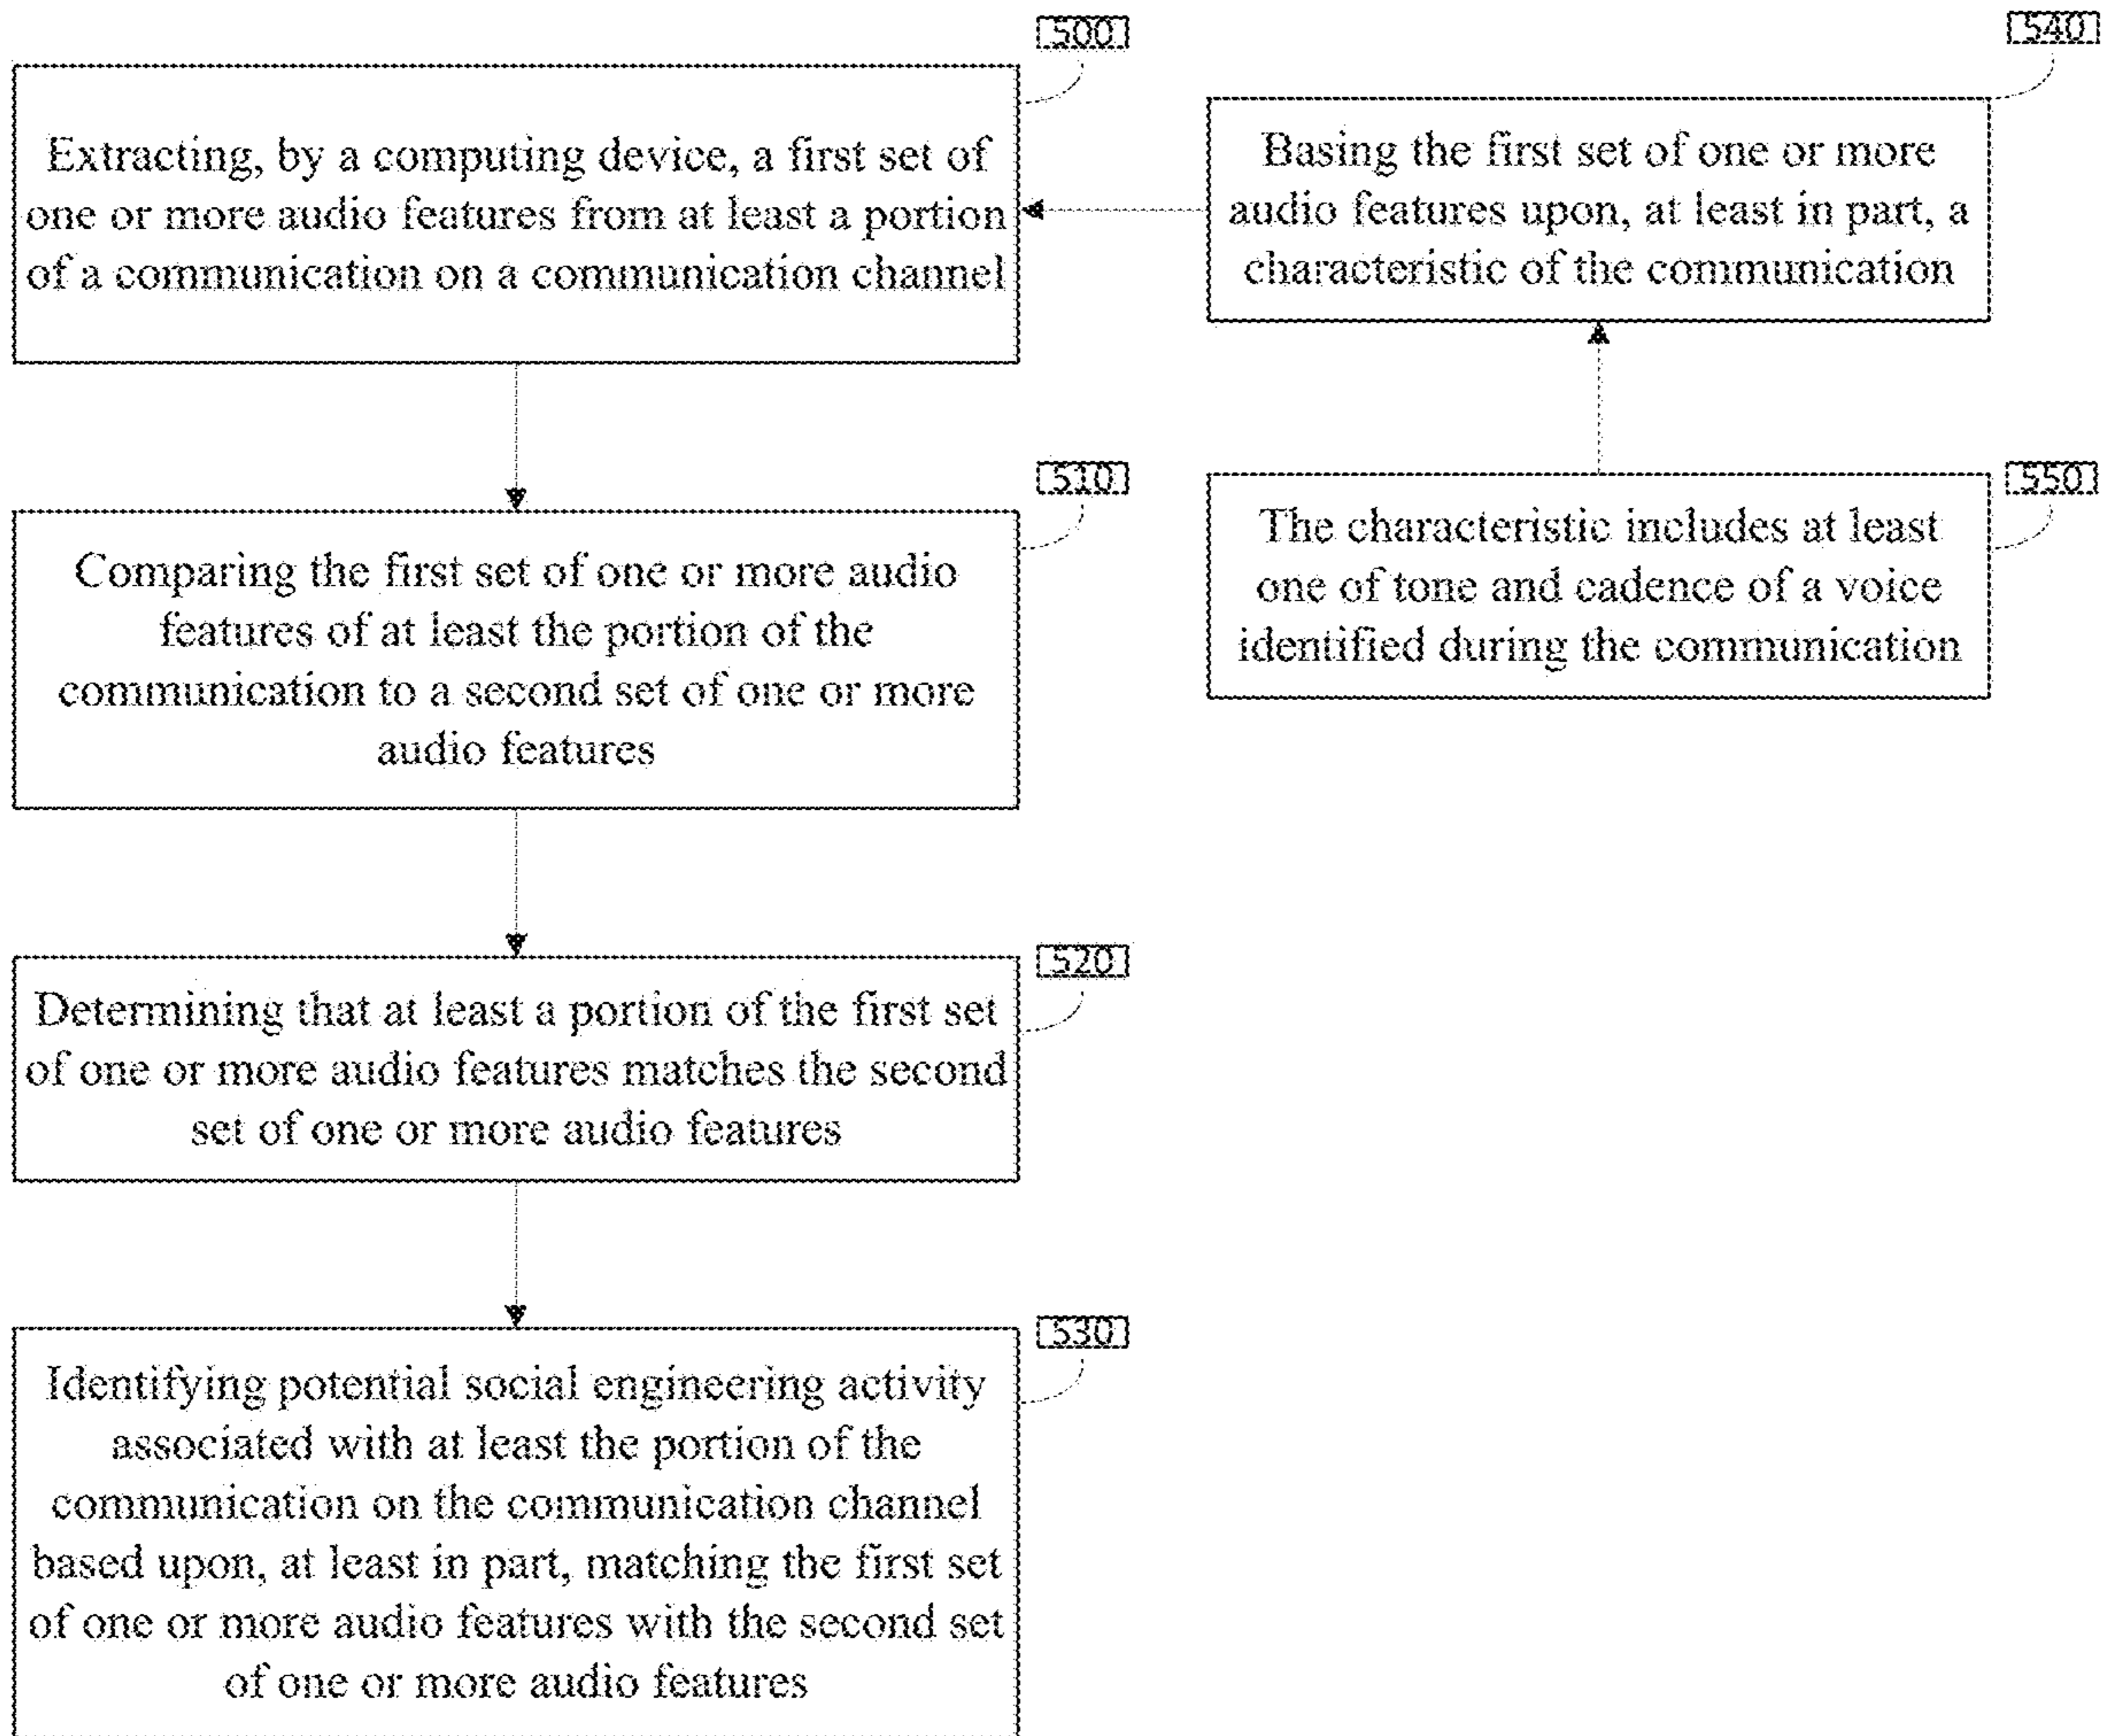 500
Extracting, by a computing device, a first set of
one or more audio features from at least a portion
of a communication on a communication channel
510
Comparing the first set of one or more audio
features of at least the portion of the
communication to a second set of one or more
audio features
520
Determining that at least a portion of the first set
of one or more audio features matches the second
set of one or more audio features
530
Identifying potential social engineering activity
associated with at least the portion of the
communication on the communication channel
based upon, at least in part, matching the first set
of one or more audio features with the second set
of one or more audio features
540
Basing the first set of one or more
audio features upon, at least in part, a
characteristic of the communication
550
The characteristic includes at least
one of tone and cadence of a voice
identified during the communication